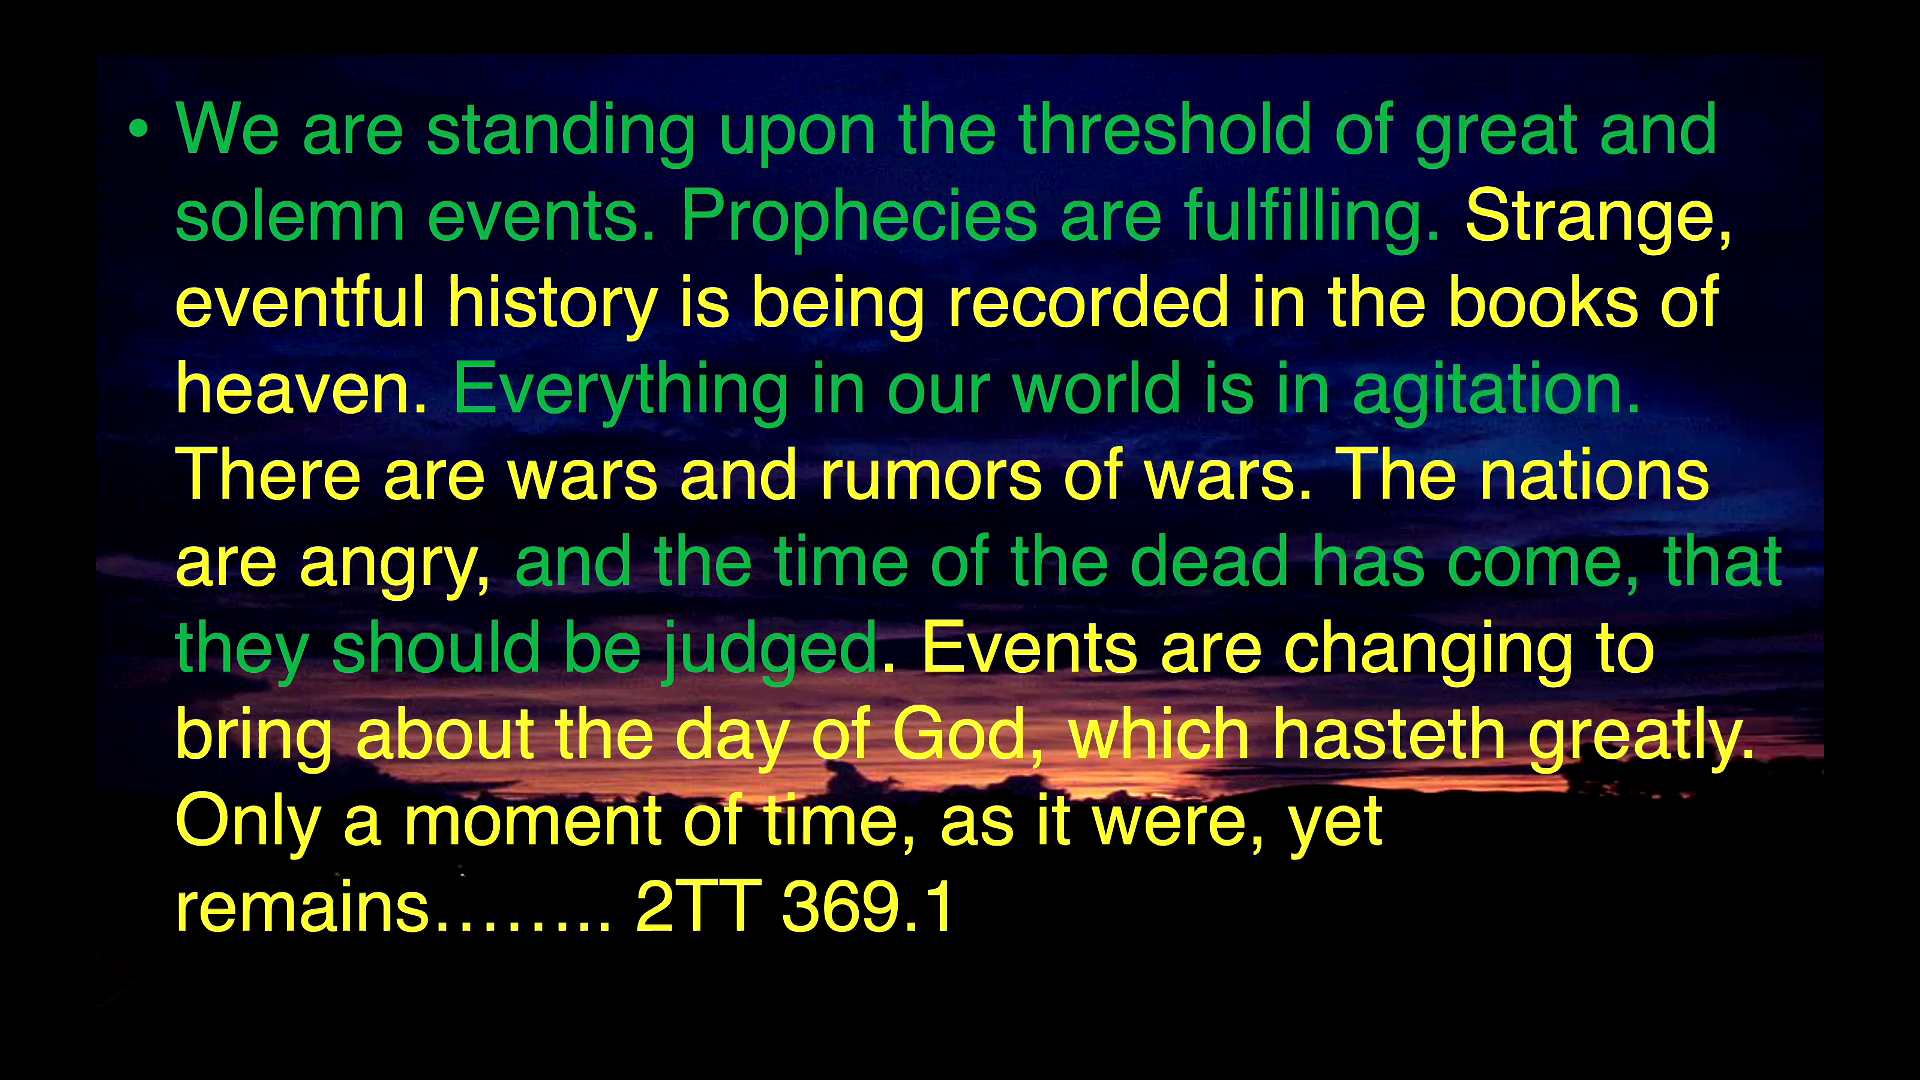 • We are standing upon the threshold of great and
solemn events. Prophecies are fulfilling. Strange,
eventful history is being recorded in the books of
heaven. Everything in our world is in agitation.
There are wars and rumors of wars. The nations
are angry, and the time of the dead has come, that
they should be judged. Events are changing to
bring about the day of God, which hasteth greatly.
Only a moment of time, as it were, yet
remains…….. 2TT 369.1